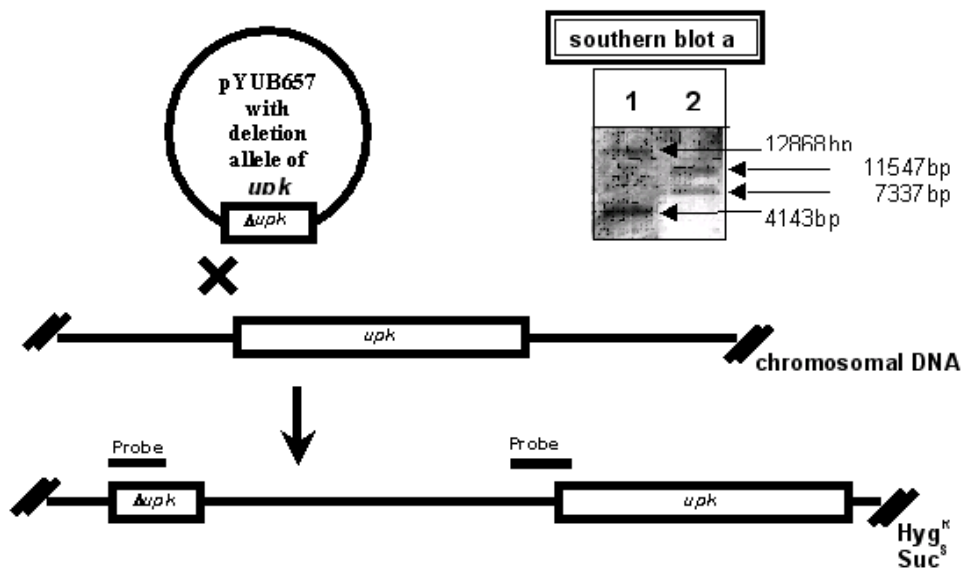 pYUB657
with
deletion
allele of
upk
Δupk
southern blot a
1 2
12868bp
11547bp
7337bp
4143bp
upk
chromosomal DNA
Probe
Probe
Δupk
upk
Hyg^R
Suc^S